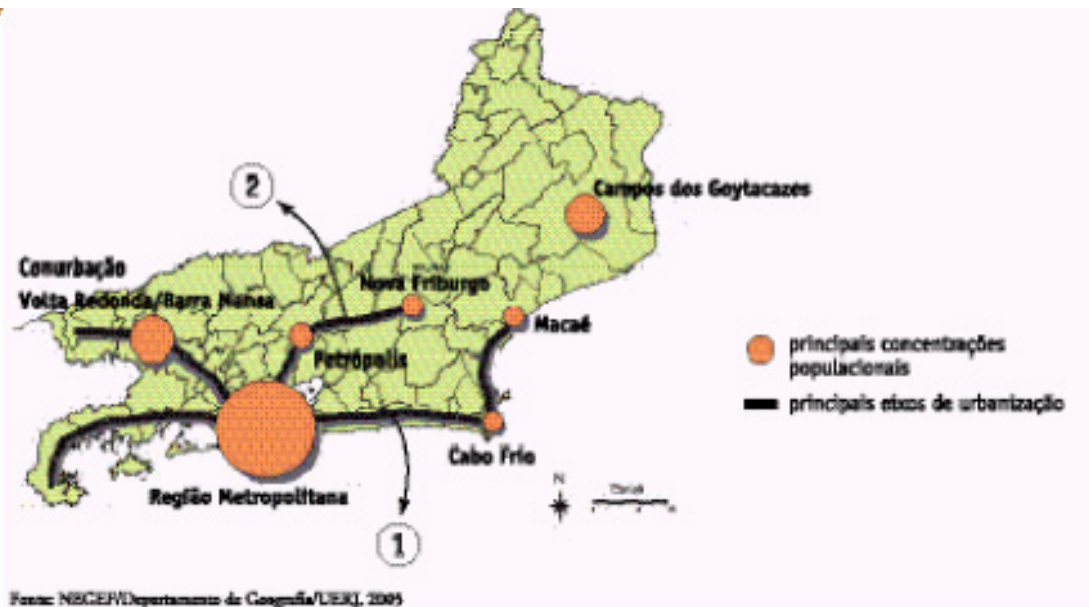 2
Campos dos Goytacazes
Conurbação
Volta Redonda/Barra Mansa
Nova Friburgo
Macaé
Petrópolis
principais concentrações
populacionais
principais eixos de urbanização
Cabo Frio
Região Metropolitana
N
1
Fonte: NEGEF/Departamento de Geografia/UERJ, 2005